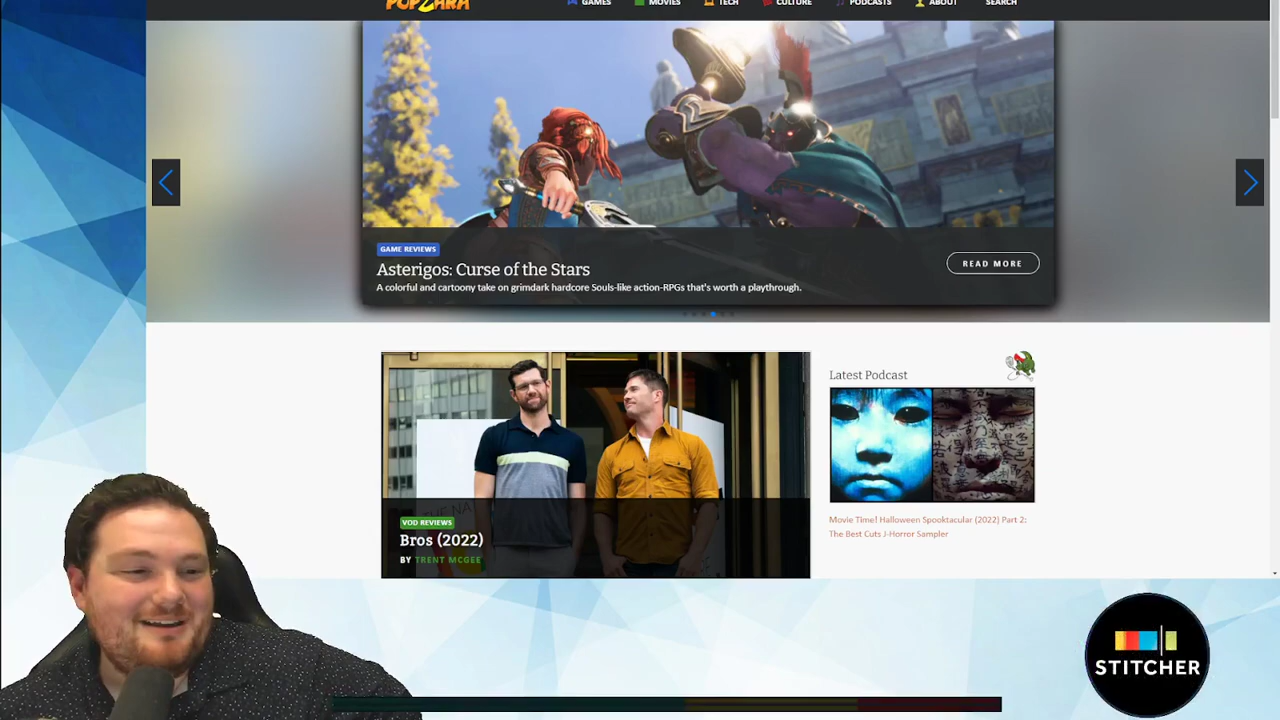 POPZARA
GAMES MOVIES TECH CULTURE PODCASTS ABOUT SEARCH
GAME REVIEWS
Asterigos: Curse of the Stars
A colorful and cartoony take on grimdark hardcore Souls-like action-RPGs that's worth a playthrough.
READ MORE
VOD REVIEWS
Bros (2022)
BY TRENT MCGEE
Latest Podcast
Movie Time! Halloween Spooktacular (2022) Part 2:
The Best Cuts J-Horror Sampler
STITCHER